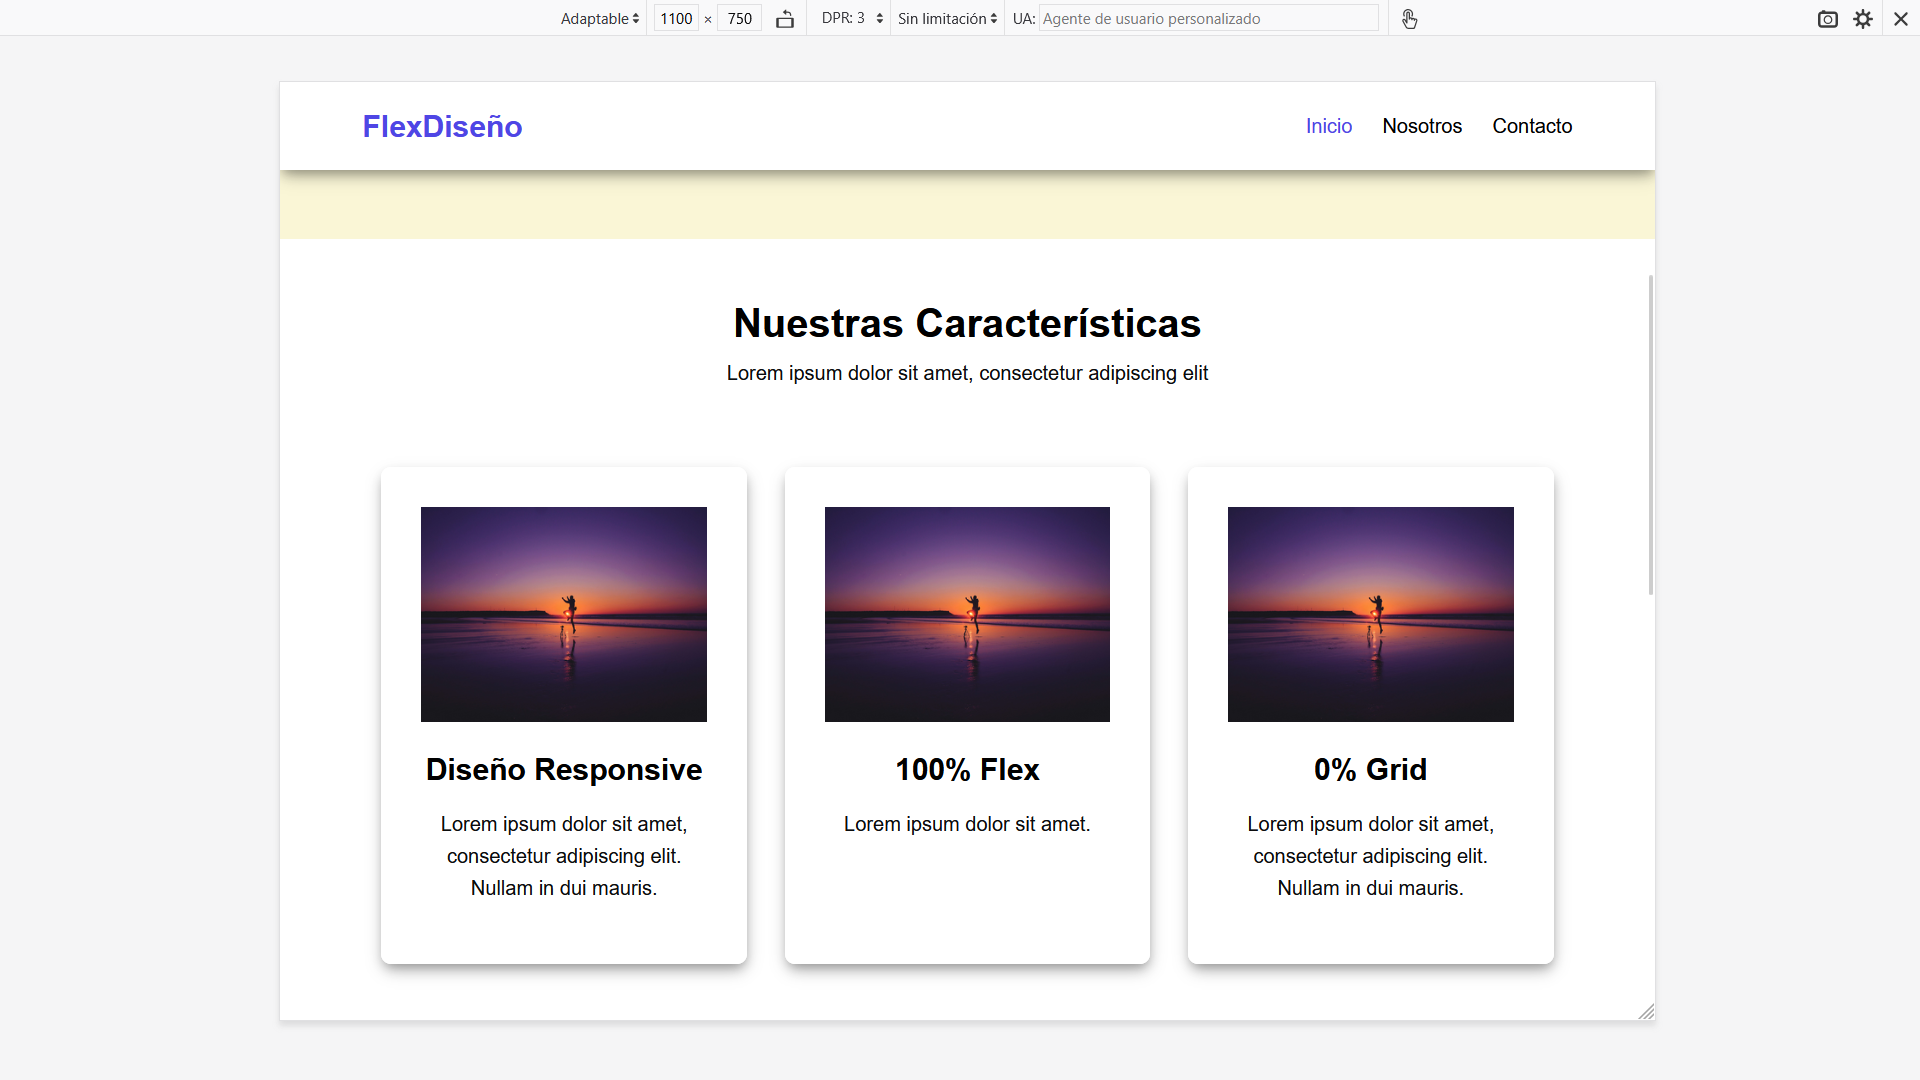 Adaptable 1100 × 750 DPR: 3 Sin limitación UA: Agente de usuario personalizado
FlexDiseño Inicio Nosotros Contacto
Nuestras Características
Lorem ipsum dolor sit amet, consectetur adipiscing elit
Diseño Responsive
Lorem ipsum dolor sit amet,
consectetur adipiscing elit.
Nullam in dui mauris.
100% Flex
Lorem ipsum dolor sit amet.
0% Grid
Lorem ipsum dolor sit amet,
consectetur adipiscing elit.
Nullam in dui mauris.